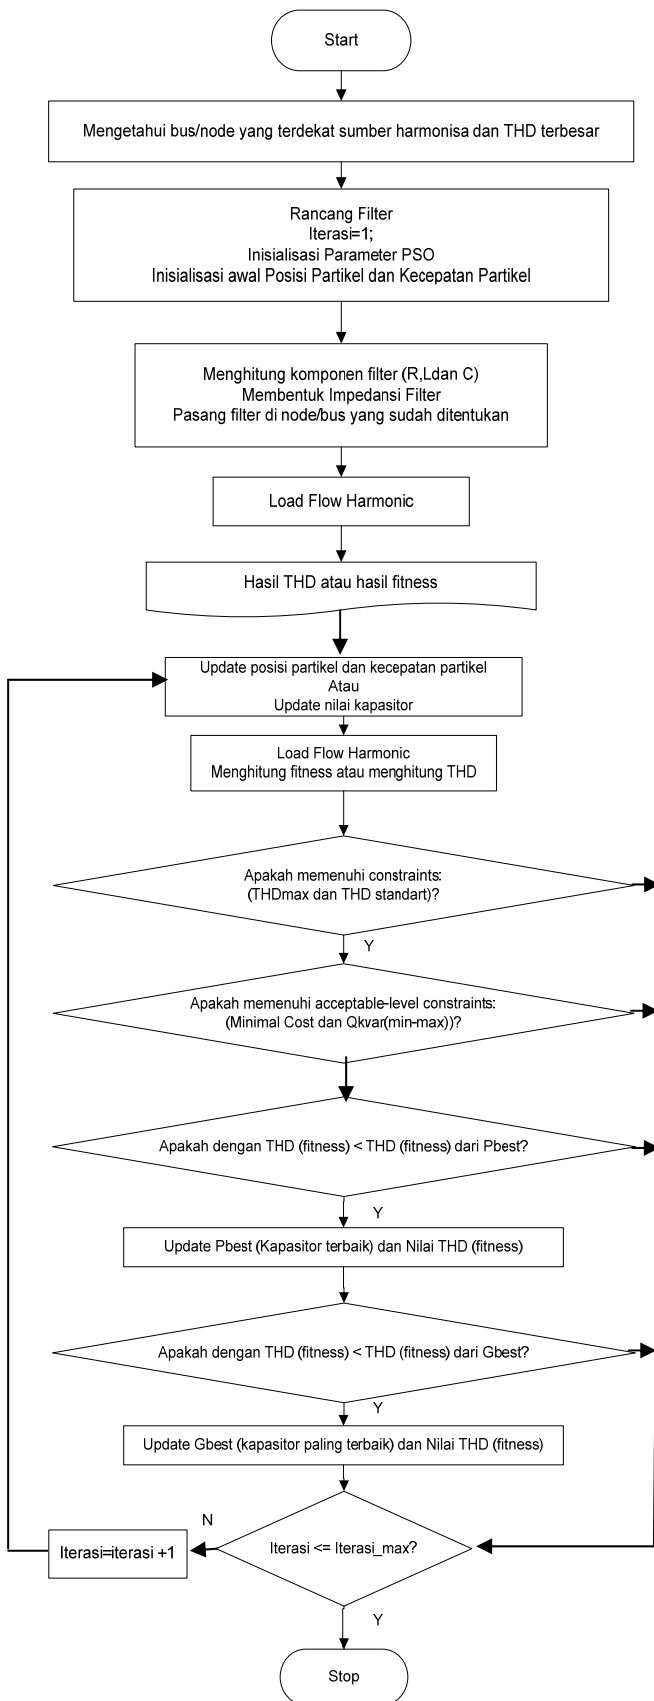 Start
Mengetahui bus/node yang terdekat sumber harmonisa dan THD terbesar
Rancang Filter
Iterasi=1;
Inisialisasi Parameter PSO
Inisialisasi awal Posisi Partikel dan Kecepatan Partikel
Menghitung komponen filter (R,Ldan C)
Membentuk Impedansi Filter
Pasang filter di node/bus yang sudah ditentukan
Load Flow Harmonic
Hasil THD atau hasil fitness
Update posisi partikel dan kecepatan partikel
Atau
Update nilai kapasitor
Load Flow Harmonic
Menghitung fitness atau menghitung THD
Apakah memenuhi constraints:
(THDmax dan THD standart)?
Y
Apakah memenuhi acceptable-level constraints:
(Minimal Cost dan Qkvar(min-max))?
Apakah dengan THD (fitness) < THD (fitness) dari Pbest?
Y
Update Pbest (Kapasitor terbaik) dan Nilai THD (fitness)
Apakah dengan THD (fitness) < THD (fitness) dari Gbest?
Y
Update Gbest (kapasitor paling terbaik) dan Nilai THD (fitness)
N
Iterasi=iterasi +1
Iterasi <= Iterasi_max?
Y
Stop